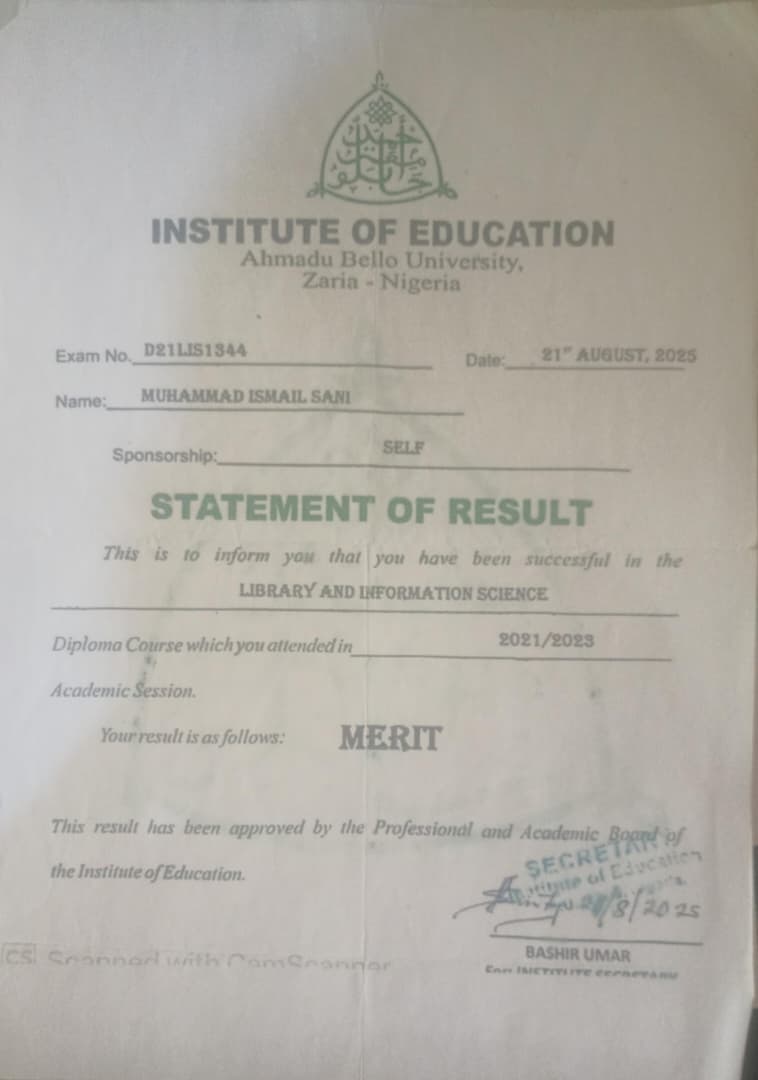 INSTITUTE OF EDUCATION
Ahmadu Bello University,
Zaria - Nigeria
Exam No. D21LIS1344 Date: 21ST AUGUST, 2025
Name: MUHAMMAD ISMAIL SANI
Sponsorship: SELF
STATEMENT OF RESULT
This is to inform you that you have been successful in the
LIBRARY AND INFORMATION SCIENCE
Diploma Course which you attended in 2021/2023
Academic Session.
Your result is as follows: MERIT
This result has been approved by the Professional and Academic Board of
the Institute of Education.
SECRETARY
Institute of Education
/8/2025
BASHIR UMAR
For: INSTITUTE SECRETARY
CS Scanned with CamScanner